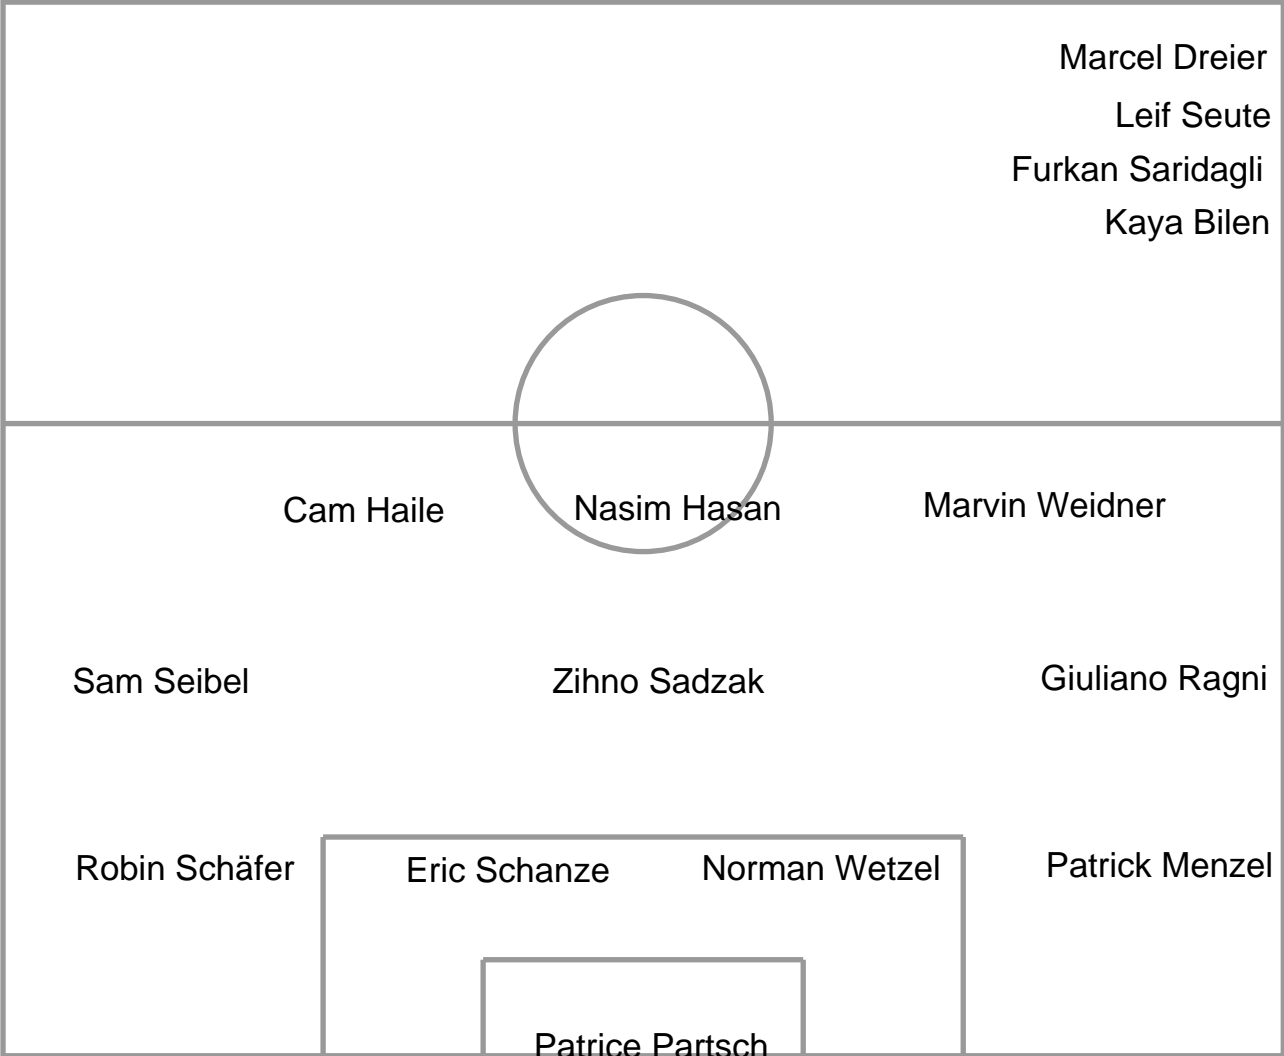 Marcel Dreier
Leif Seute
Furkan Saridagli
Kaya Bilen
Cam Haile
Nasim Hasan
Marvin Weidner
Sam Seibel
Zihno Sadzak
Giuliano Ragni
Robin Schäfer
Eric Schanze
Norman Wetzel
Patrick Menzel
Patrice Partsch